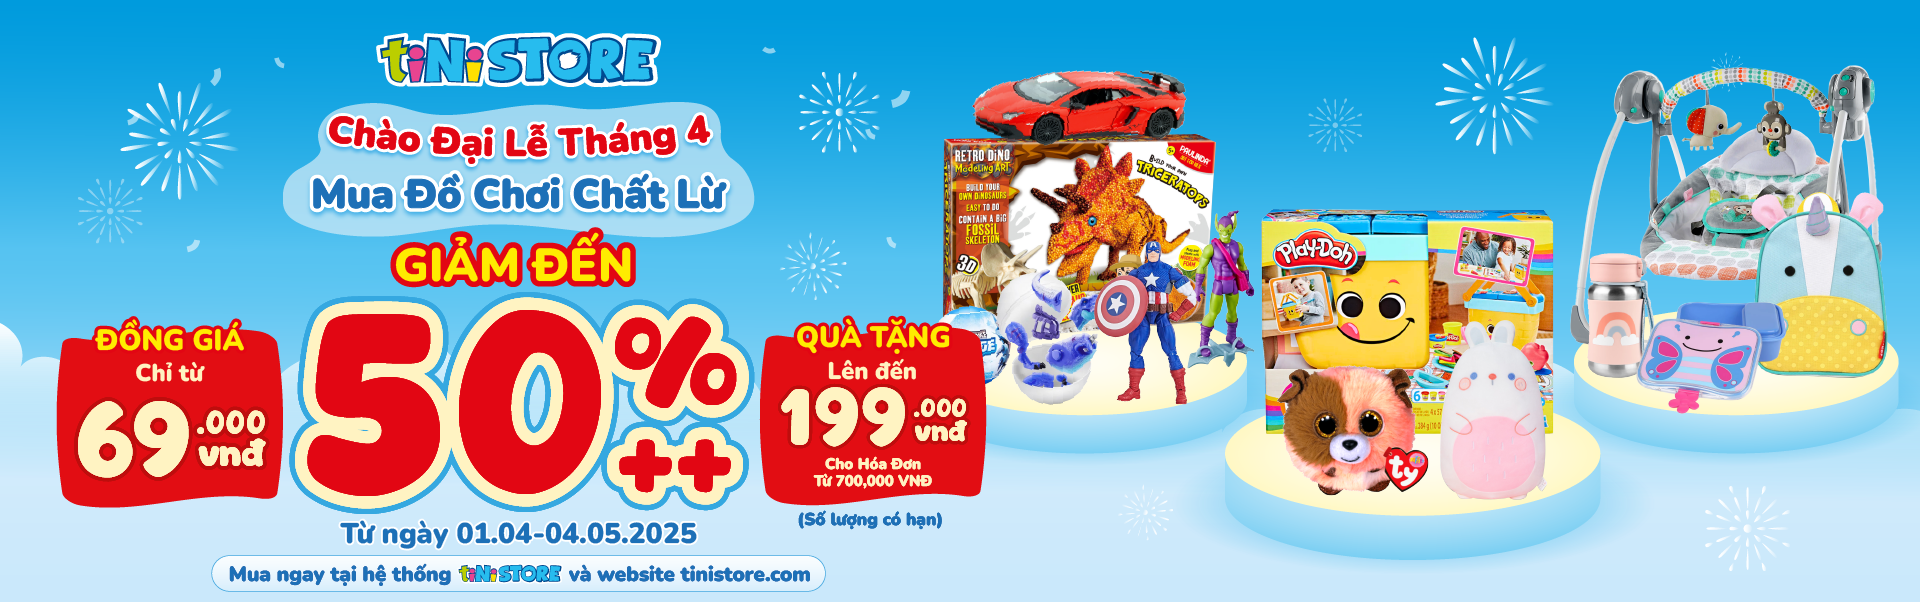 tiNiSTORE
Chào Đại Lễ Tháng 4
Mua Đồ Chơi Chất Lừ
GIẢM ĐẾN
50%++
ĐỒNG GIÁ
Chỉ từ
69.000 vnđ
QUÀ TẶNG
Lên đến
199.000 vnđ
Cho Hóa Đơn
Từ 700,000 VNĐ
(Số lượng có hạn)
Từ ngày 01.04-04.05.2025
Mua ngay tại hệ thống tiNiSTORE và website tinistore.com
RETRO DINO
MODELING ART
BUILD YOUR
OWN DINOSAURS
EASY TO DO
CONTAIN A BIG
FOSSIL
SKELETON
3D
PAULINDA
BUILD YOUR OWN
TRICERATOPS
Play-Doh
ty